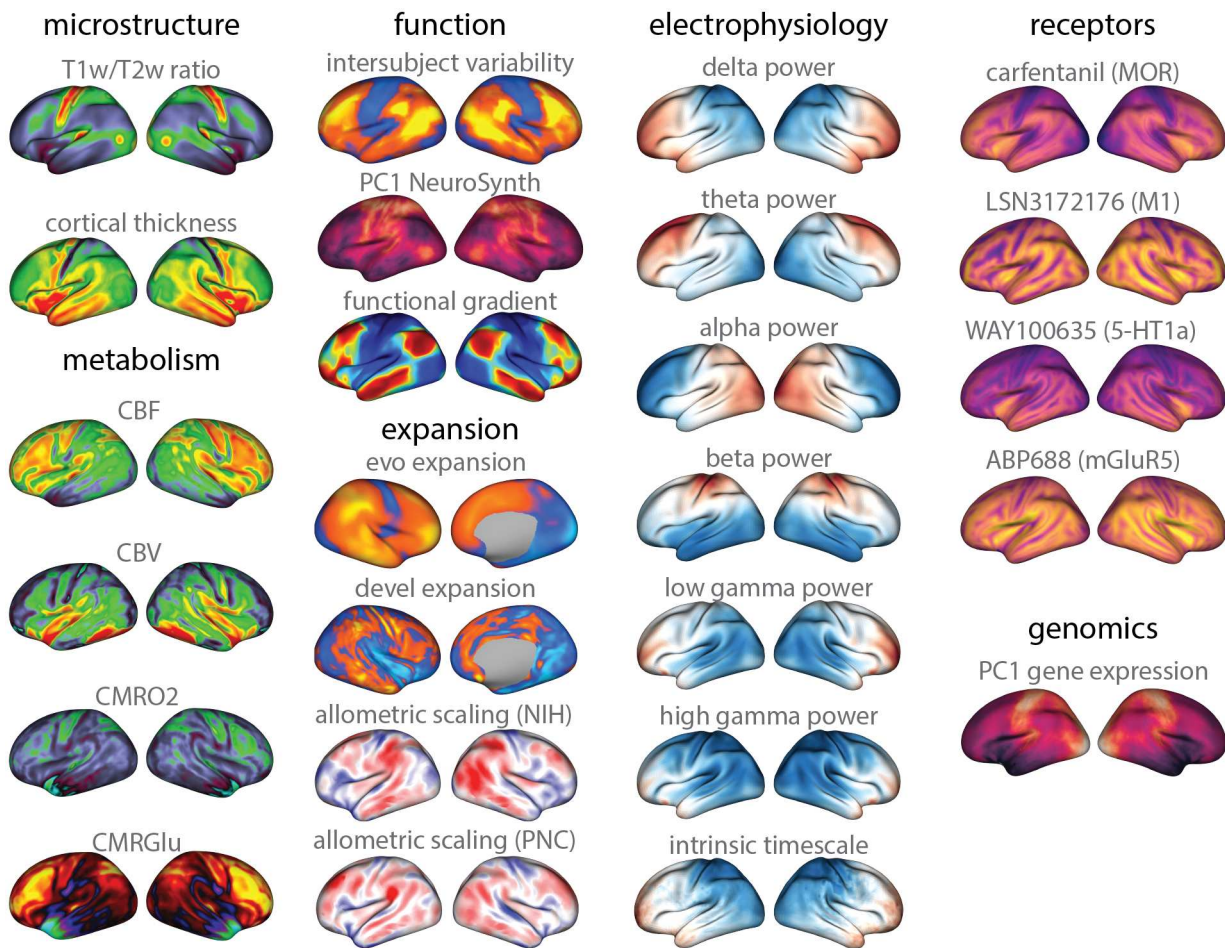 microstructure
T1w/T2w ratio
cortical thickness
metabolism
CBF
CBV
CMRO2
CMRGlu
function
intersubject variability
PC1 NeuroSynth
functional gradient
expansion
evo expansion
devel expansion
allometric scaling (NIH)
allometric scaling (PNC)
electrophysiology
delta power
theta power
alpha power
beta power
low gamma power
high gamma power
intrinsic timescale
receptors
carfentanil (MOR)
LSN3172176 (M1)
WAY100635 (5-HT1a)
ABP688 (mGluR5)
genomics
PC1 gene expression